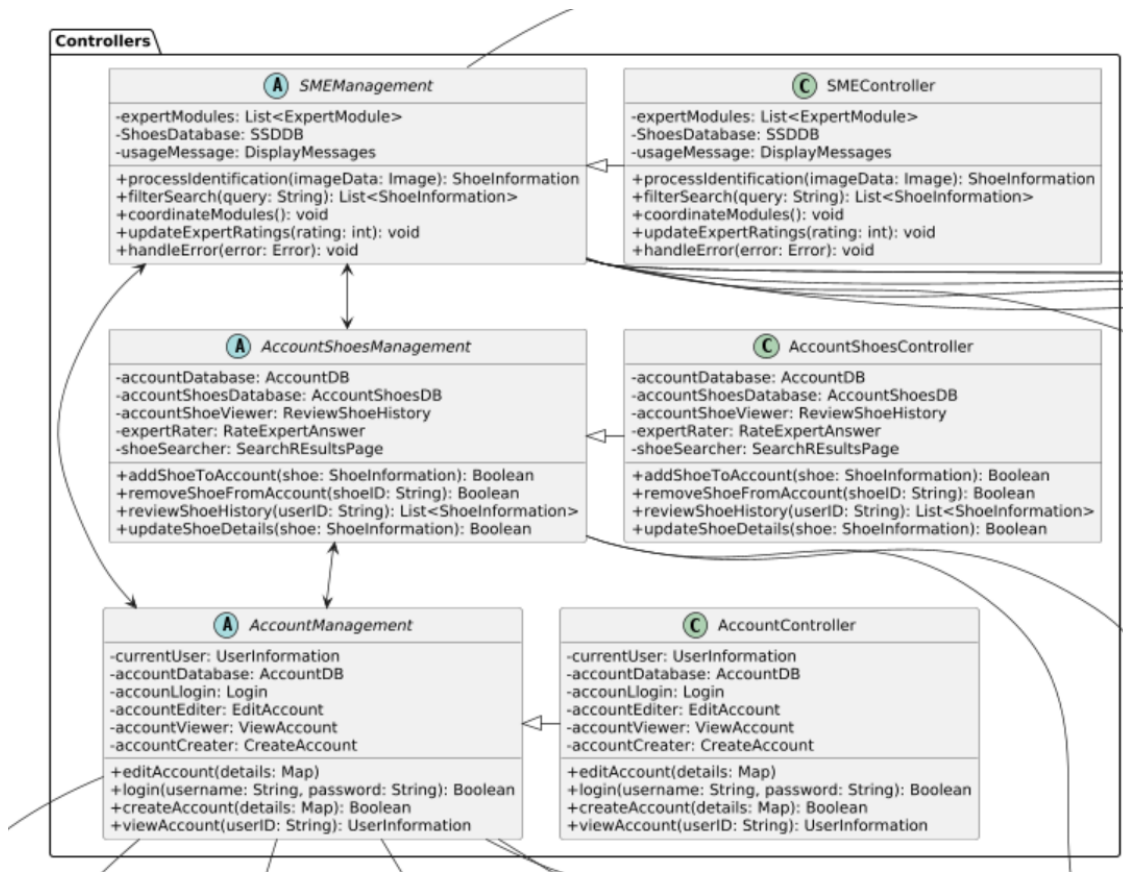 Controllers
A SMEManagement
-expertModules: List<ExpertModule>
-ShoesDatabase: SSDDB
-usageMessage: DisplayMessages
+processIdentification(imageData: Image): ShoeInformation
+filterSearch(query: String): List<ShoeInformation>
+coordinateModules(): void
+updateExpertRatings(rating: int): void
+handleError(error: Error): void
C SMEController
-expertModules: List<ExpertModule>
-ShoesDatabase: SSDDB
-usageMessage: DisplayMessages
+processIdentification(imageData: Image): ShoeInformation
+filterSearch(query: String): List<ShoeInformation>
+coordinateModules(): void
+updateExpertRatings(rating: int): void
+handleError(error: Error): void
A AccountShoesManagement
-accountDatabase: AccountDB
-accountShoesDatabase: AccountShoesDB
-accountShoeViewer: ReviewShoeHistory
-expertRater: RateExpertAnswer
-shoeSearcher: SearchREsultsPage
+addShoeToAccount(shoe: ShoeInformation): Boolean
+removeShoeFromAccount(shoeID: String): Boolean
+reviewShoeHistory(userID: String): List<ShoeInformation>
+updateShoeDetails(shoe: ShoeInformation): Boolean
C AccountShoesController
-accountDatabase: AccountDB
-accountShoesDatabase: AccountShoesDB
-accountShoeViewer: ReviewShoeHistory
-expertRater: RateExpertAnswer
-shoeSearcher: SearchREsultsPage
+addShoeToAccount(shoe: ShoeInformation): Boolean
+removeShoeFromAccount(shoeID: String): Boolean
+reviewShoeHistory(userID: String): List<ShoeInformation>
+updateShoeDetails(shoe: ShoeInformation): Boolean
A AccountManagement
-currentUser: UserInformation
-accountDatabase: AccountDB
-accounLlogin: Login
-accountEditer: EditAccount
-accountViewer: ViewAccount
-accountCreater: CreateAccount
+editAccount(details: Map)
+login(username: String, password: String): Boolean
+createAccount(details: Map): Boolean
+viewAccount(userID: String): UserInformation
C AccountController
-currentUser: UserInformation
-accountDatabase: AccountDB
-accounLlogin: Login
-accountEditer: EditAccount
-accountViewer: ViewAccount
-accountCreater: CreateAccount
+editAccount(details: Map)
+login(username: String, password: String): Boolean
+createAccount(details: Map): Boolean
+viewAccount(userID: String): UserInformation